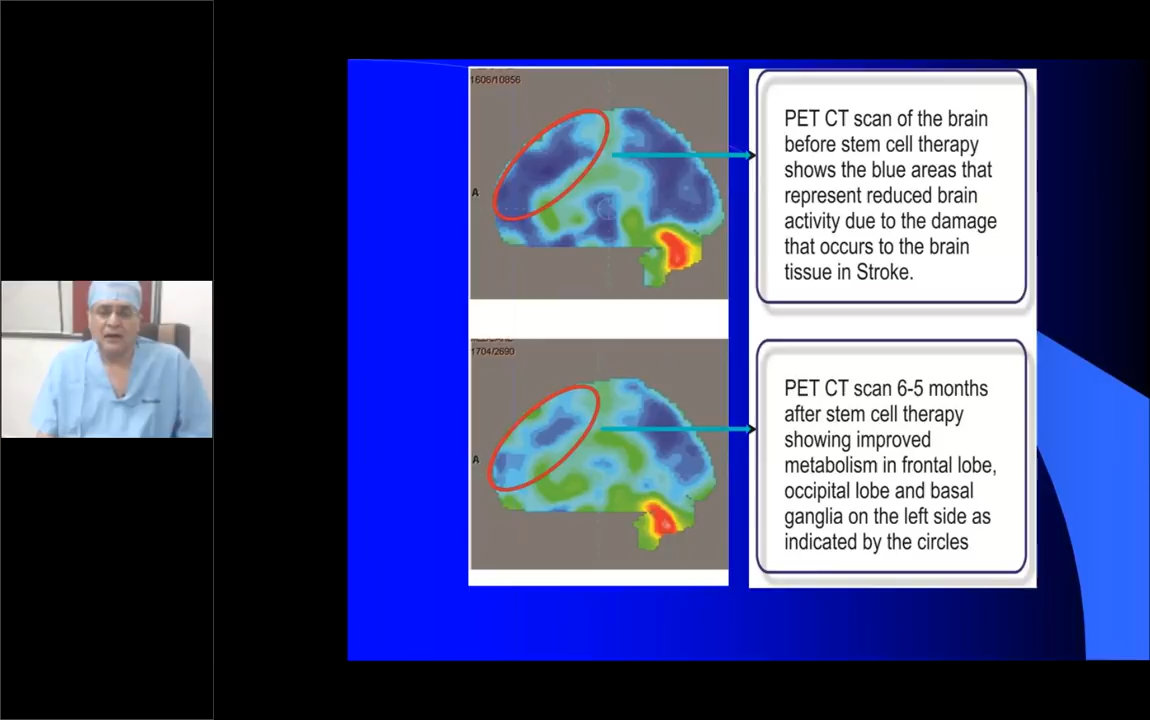 1606/10856
A
PET CT scan of the brain
before stem cell therapy
shows the blue areas that
represent reduced brain
activity due to the damage
that occurs to the brain
tissue in Stroke.
1704/2690
A
PET CT scan 6-5 months
after stem cell therapy
showing improved
metabolism in frontal lobe,
occipital lobe and basal
ganglia on the left side as
indicated by the circles